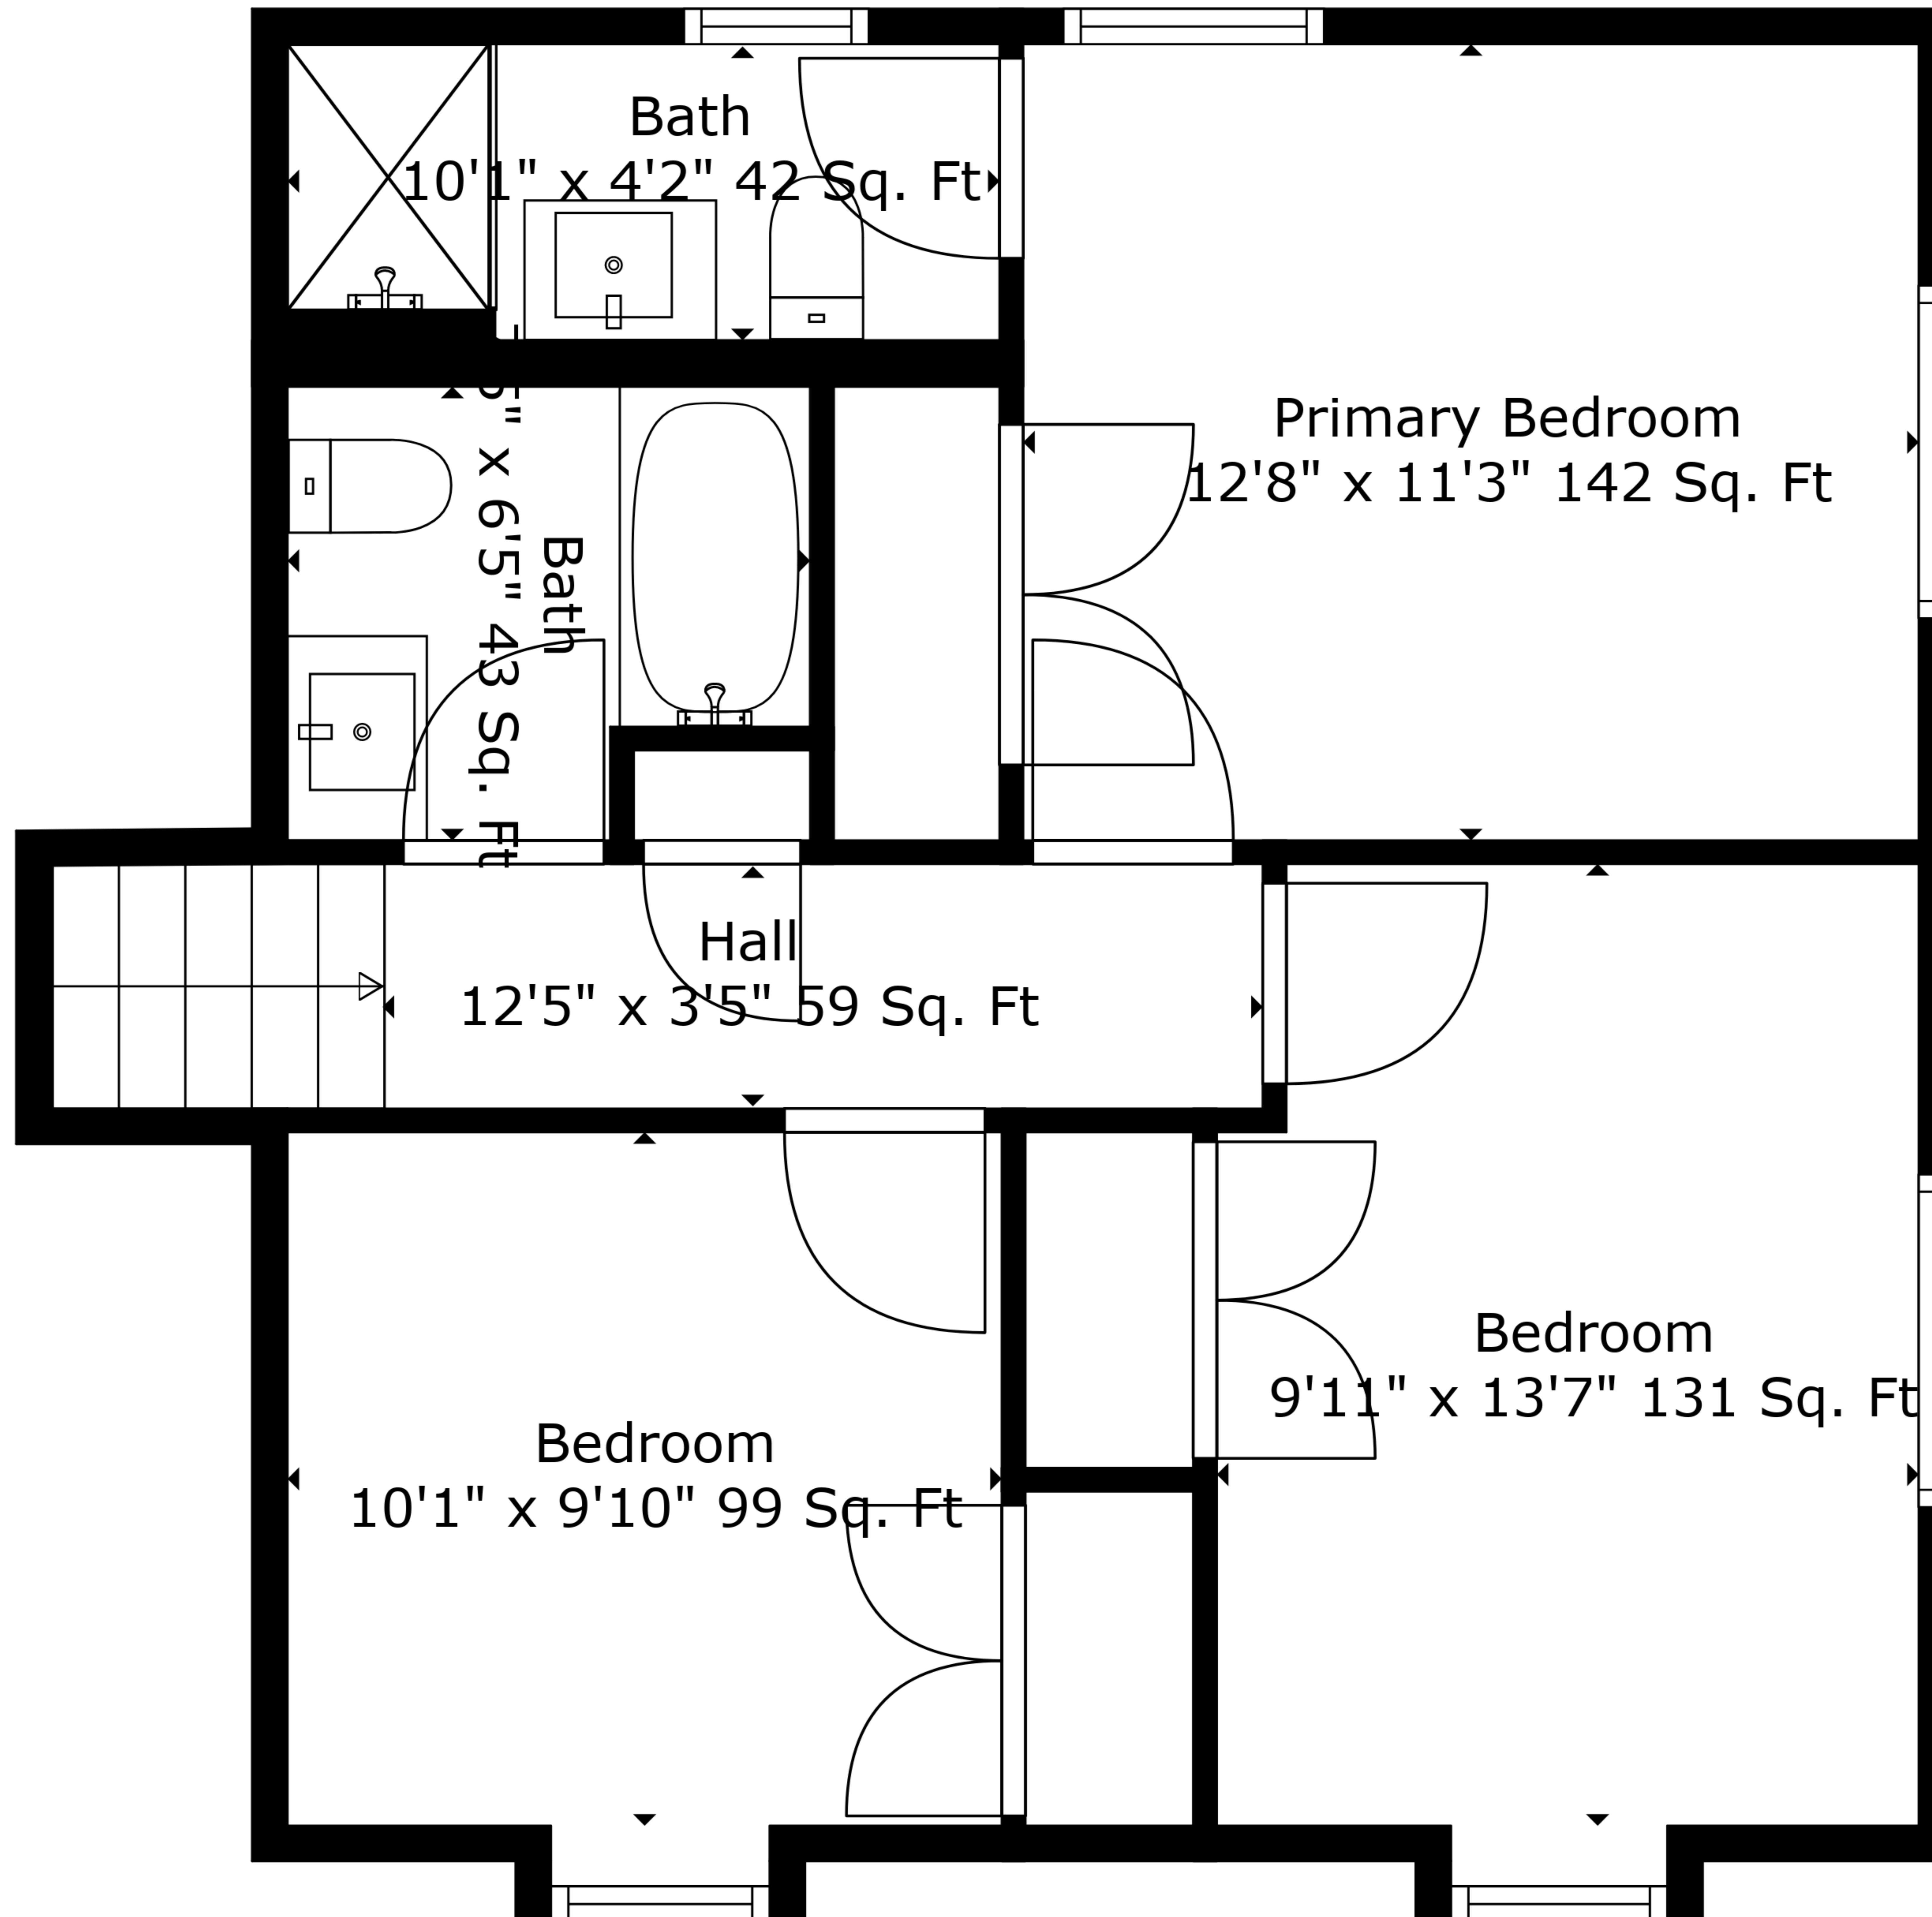 Bath
10'1" x 4'2" 42 Sq. Ft
Primary Bedroom
12'8" x 11'3" 142 Sq. Ft
Bath
5" x 6'5" 43 Sq. Ft
Hall
12'5" x 3'5" 59 Sq. Ft
Bedroom
9'11" x 13'7" 131 Sq. Ft
Bedroom
10'1" x 9'10" 99 Sq. Ft